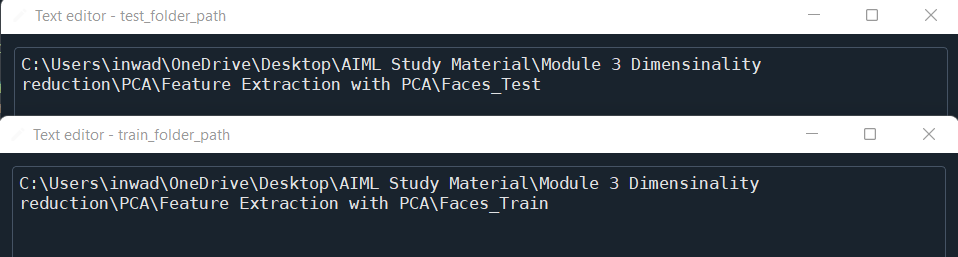 Text editor - test_folder_path
C:\Users\inwad\OneDrive\Desktop\AIML Study Material\Module 3 Dimensinality
reduction\PCA\Feature Extraction with PCA\Faces_Test
Text editor - train_folder_path
C:\Users\inwad\OneDrive\Desktop\AIML Study Material\Module 3 Dimensinality
reduction\PCA\Feature Extraction with PCA\Faces_Train